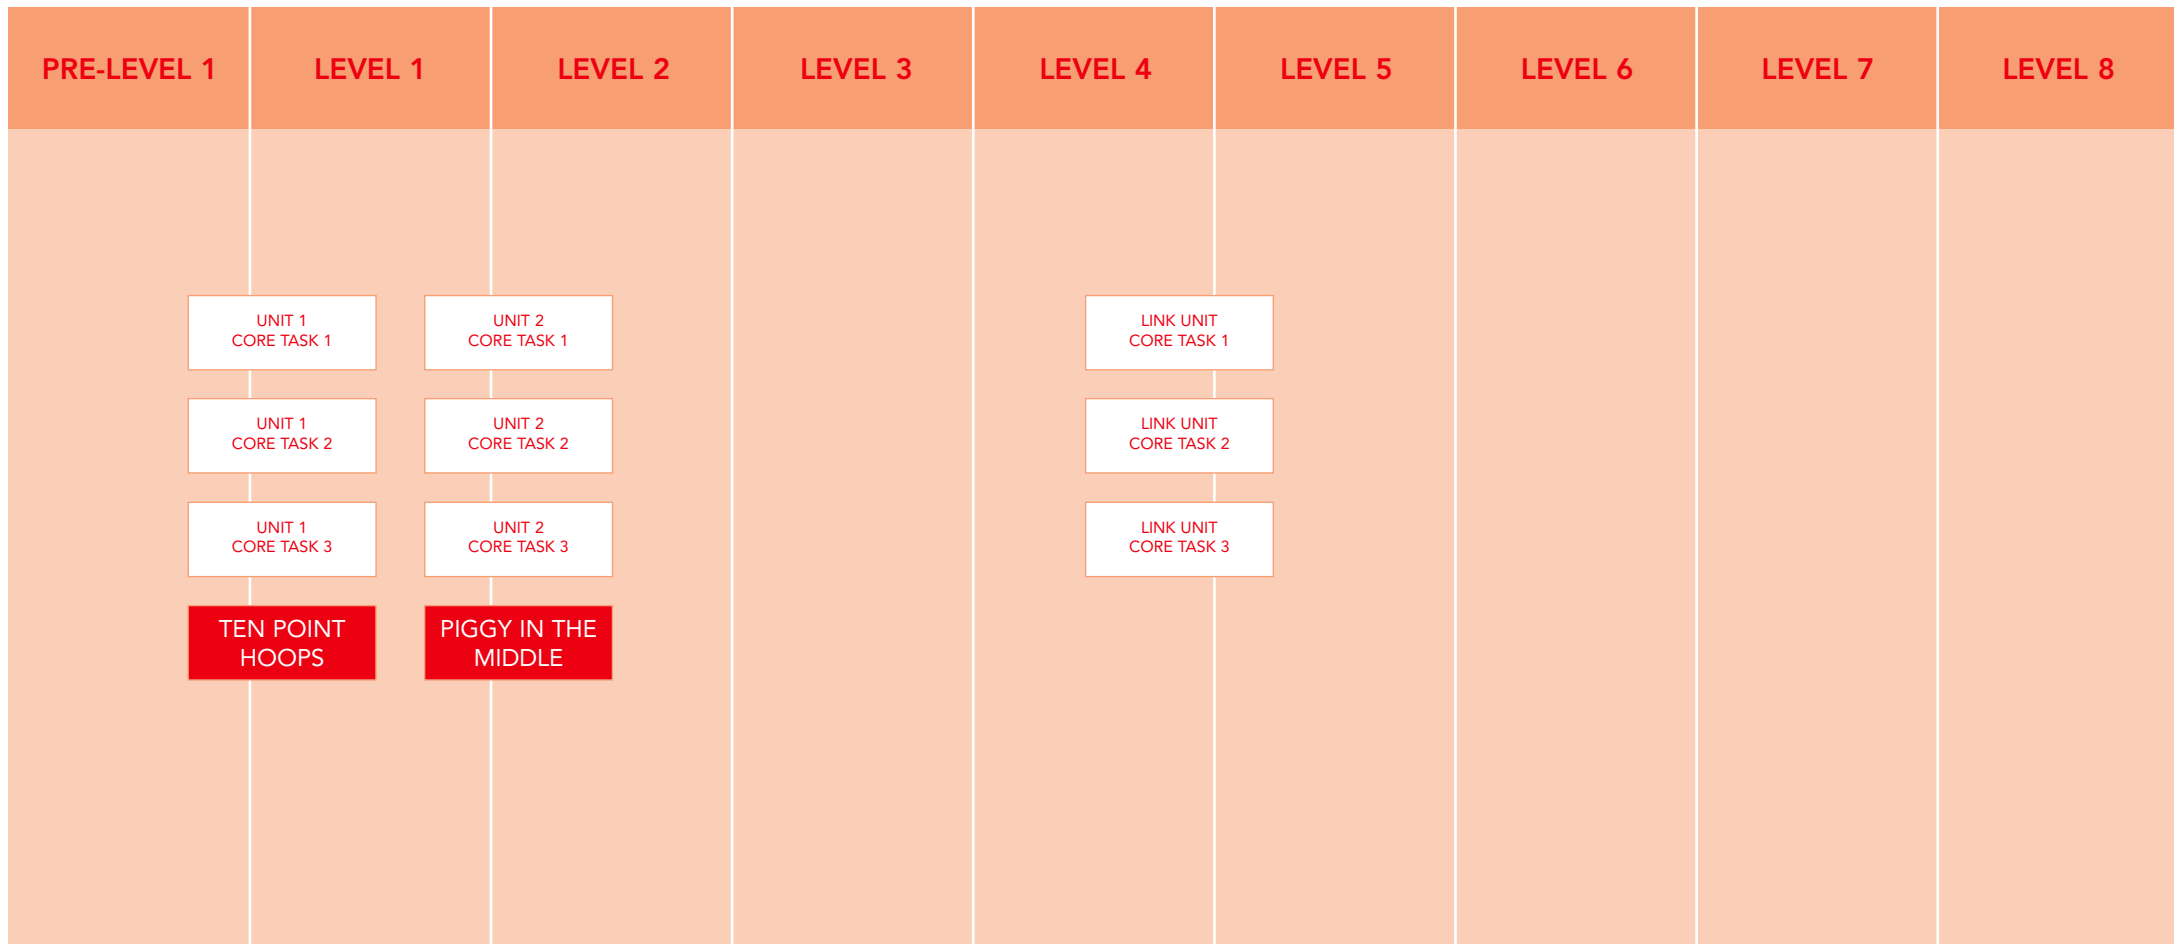 PRE-LEVEL 1
LEVEL 1
LEVEL 2
LEVEL 3
LEVEL 4
LEVEL 5
LEVEL 6
LEVEL 7
LEVEL 8
UNIT 1
CORE TASK 1
UNIT 2
CORE TASK 1
LINK UNIT
CORE TASK 1
UNIT 1
CORE TASK 2
UNIT 2
CORE TASK 2
LINK UNIT
CORE TASK 2
UNIT 1
CORE TASK 3
UNIT 2
CORE TASK 3
LINK UNIT
CORE TASK 3
TEN POINT
HOOPS
PIGGY IN THE
MIDDLE